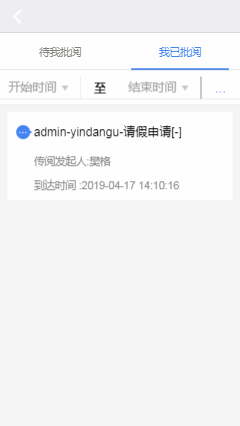 待我批阅 我已批阅
开始时间 至 结束时间 ...
admin-yindangu-请假申请[-]
传阅发起人:樊格
到达时间 :2019-04-17 14:10:16